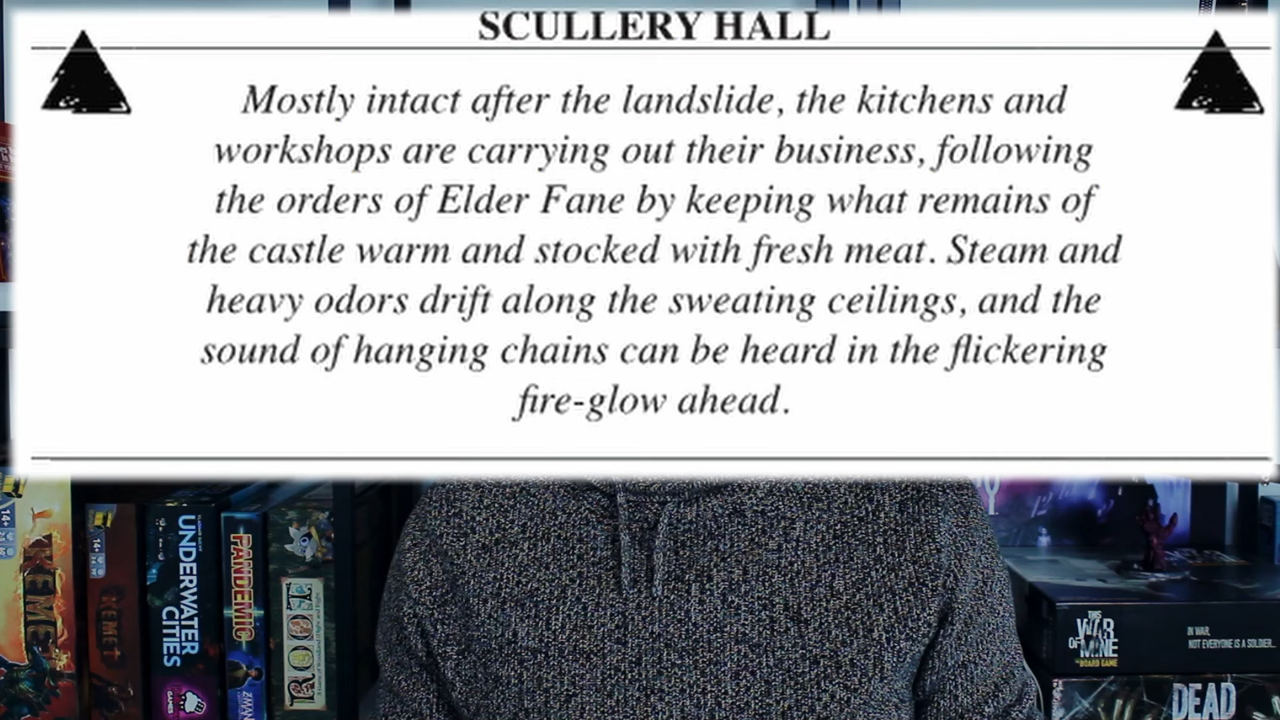 SCULLERY HALL
Mostly intact after the landslide, the kitchens and
workshops are carrying out their business, following
the orders of Elder Fane by keeping what remains of
the castle warm and stocked with fresh meat. Steam and
heavy odors drift along the sweating ceilings, and the
sound of hanging chains can be heard in the flickering
fire-glow ahead.
14+
KEMET
UNDERWATER
CITIES
PANDEMIC
ROOT
THIS
WAR
OF MINE
THE BOARD GAME
IN WAR,
NOT EVERYONE IS A SOLDIER...
DEAD